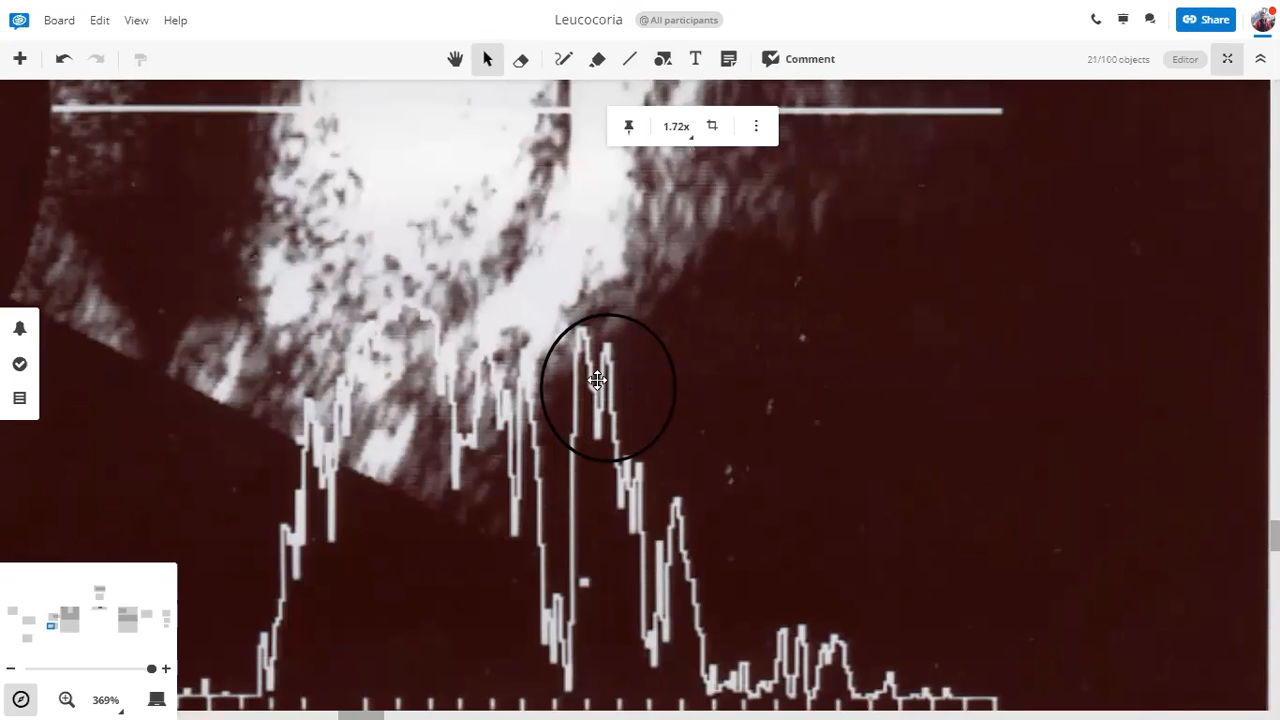 Board Edit View Help
Leucocoria
@ All participants
Share
T
Comment
21/100 objects
Editor
1.72x
369%